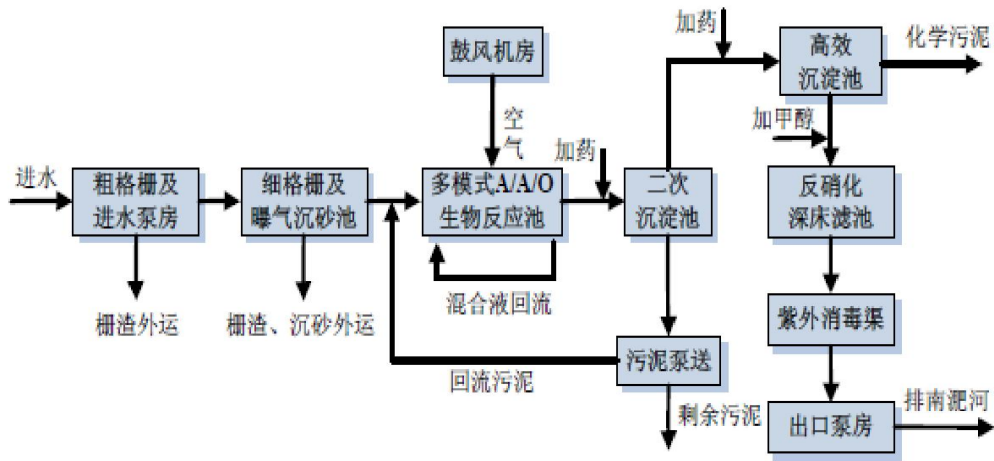 加药
高效
沉淀池
化学污泥
鼓风机房
空气
加甲醇
加药
进水
粗格栅及
进水泵房
细格栅及
曝气沉砂池
多模式A/A/O
生物反应池
二次
沉淀池
反硝化
深床滤池
混合液回流
栅渣外运
栅渣、沉砂外运
紫外消毒渠
污泥泵送
回流污泥
剩余污泥
出口泵房
排南淝河